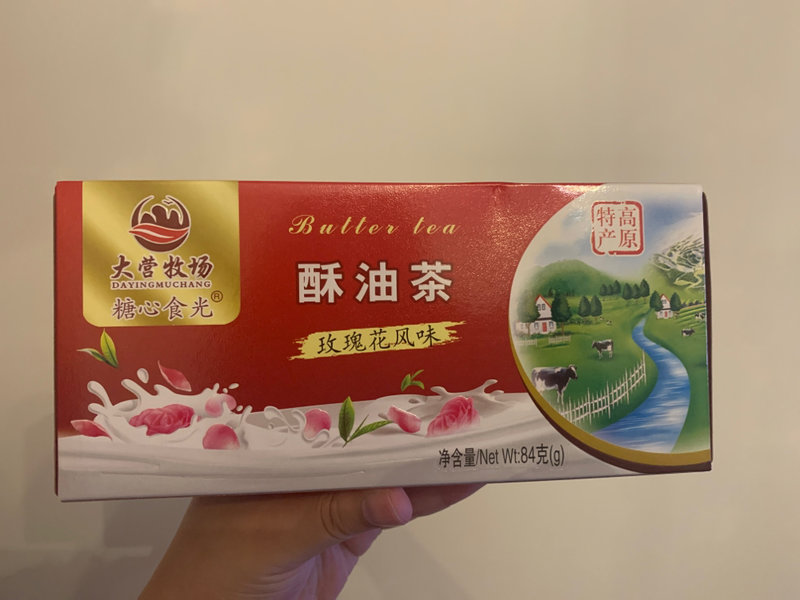 大营牧场
DAYINGMUCHANG
糖心食光®
Butter tea
酥油茶
玫瑰花风味
高原
特产
净含量/Net Wt:84克(g)